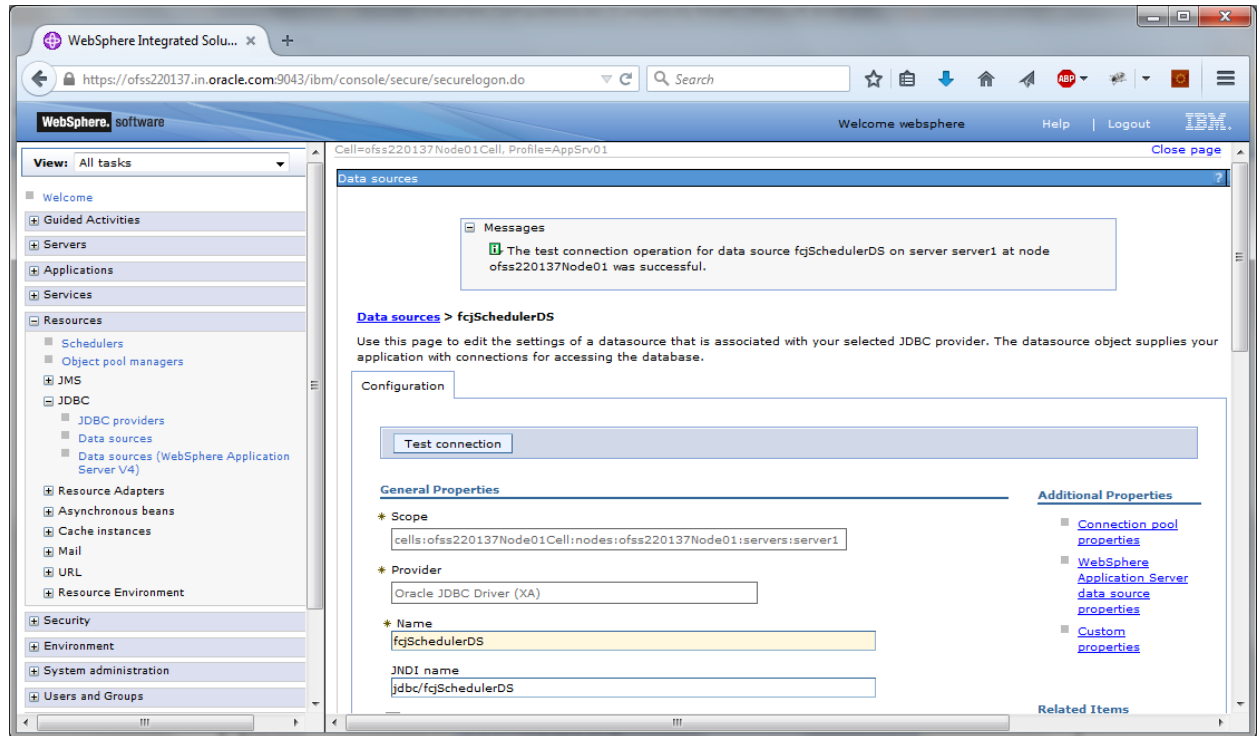 WebSphere Integrated Solu...
https://ofss220137.in.oracle.com:9043/ibm/console/secure/securelogon.do
Search
ABP
WebSphere. software
Welcome websphere
Help | Logout
IBM.
View: All tasks
Welcome
Guided Activities
Servers
Applications
Services
Resources
Schedulers
Object pool managers
JMS
JDBC
JDBC providers
Data sources
Data sources (WebSphere Application
Server V4)
Resource Adapters
Asynchronous beans
Cache instances
Mail
URL
Resource Environment
Security
Environment
System administration
Users and Groups
Cell=ofss220137Node01Cell, Profile=AppSrv01
Close page
Data sources
?
Messages
The test connection operation for data source fcjSchedulerDS on server server1 at node
ofss220137Node01 was successful.
Data sources > fcjSchedulerDS
Use this page to edit the settings of a datasource that is associated with your selected JDBC provider. The datasource object supplies your
application with connections for accessing the database.
Configuration
Test connection
General Properties
* Scope
cells:ofss220137Node01Cell:nodes:ofss220137Node01:servers:server1
* Provider
Oracle JDBC Driver (XA)
* Name
fcjSchedulerDS
JNDI name
jdbc/fcjSchedulerDS
Additional Properties
Connection pool
properties
WebSphere
Application Server
data source
properties
Custom
properties
Related Items